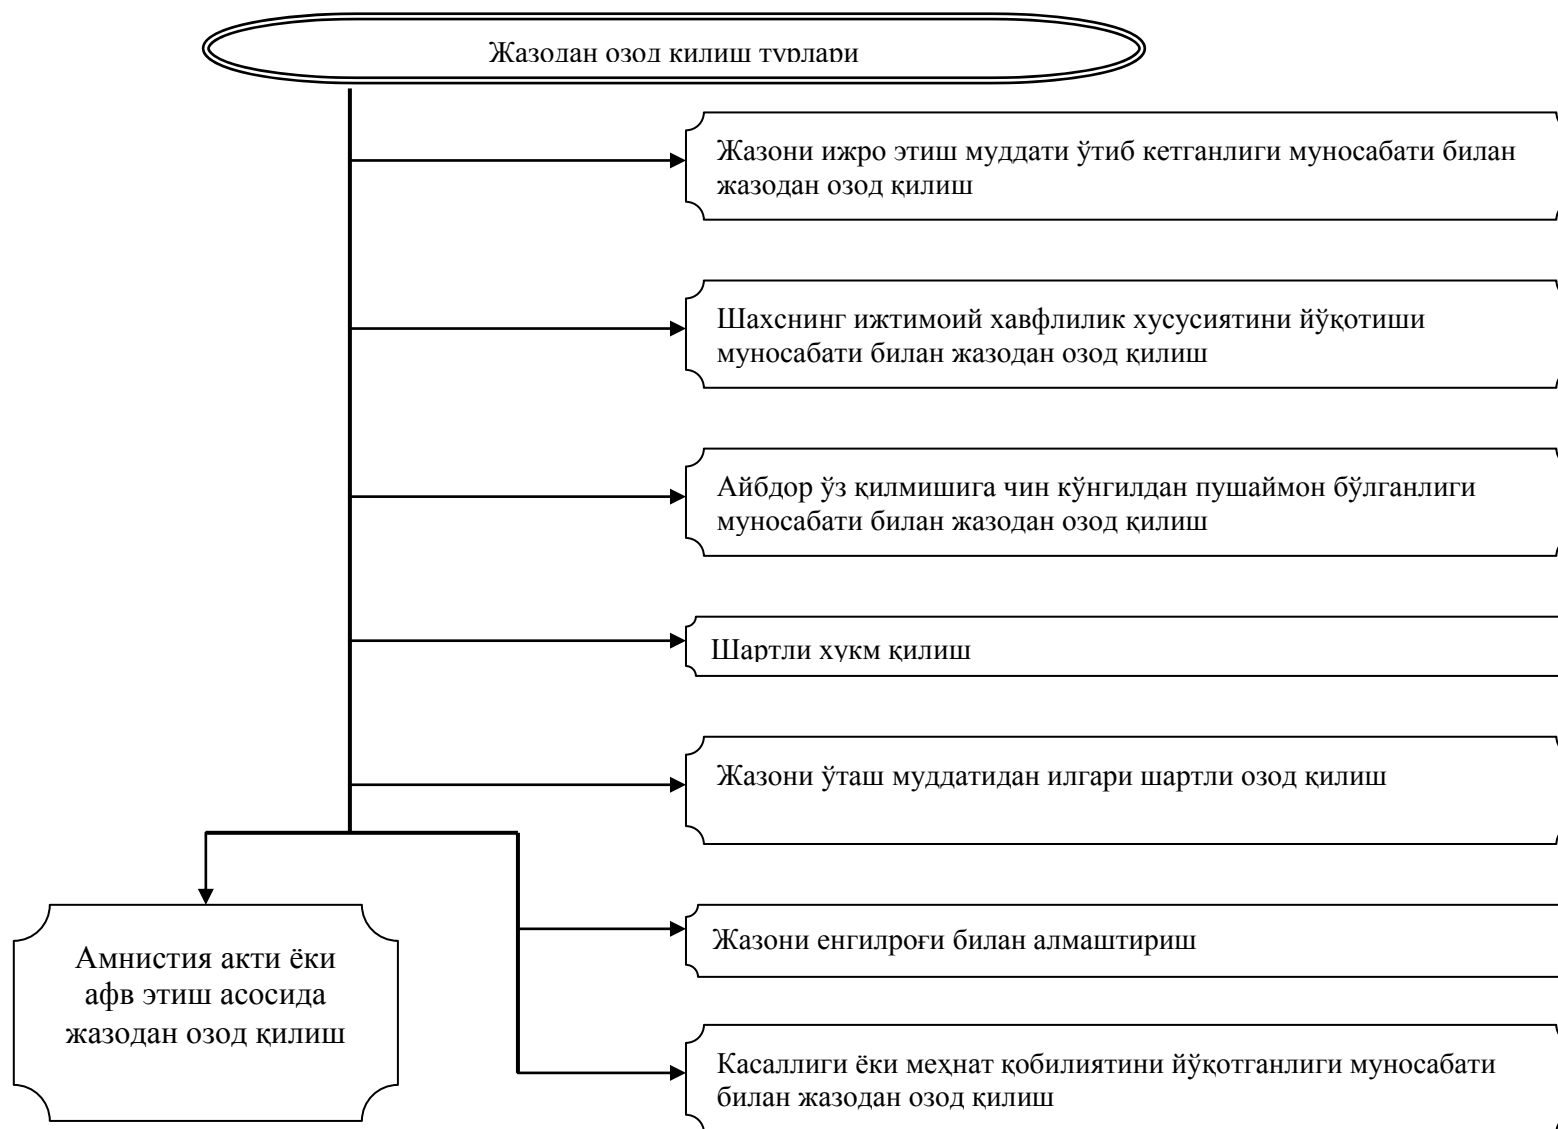 Жазодан озод қилиш турлари
Жазони ижро этиш муддати ўтиб кетганлиги муносабати билан
жазодан озод қилиш
Шахснинг ижтимоий хавфлилик хусусиятини йўқотиши
муносабати билан жазодан озод қилиш
Айбдор ўз қилмишига чин кўнгилдан пушаймон бўлганлиги
муносабати билан жазодан озод қилиш
Шартли ҳукм қилиш
Жазони ўташ муддатидан илгари шартли озод қилиш
Жазони енгилроғи билан алмаштириш
Амнистия акти ёки
афв этиш асосида
жазодан озод қилиш
Касаллиги ёки меҳнат қобилиятини йўқотганлиги муносабати
билан жазодан озод қилиш